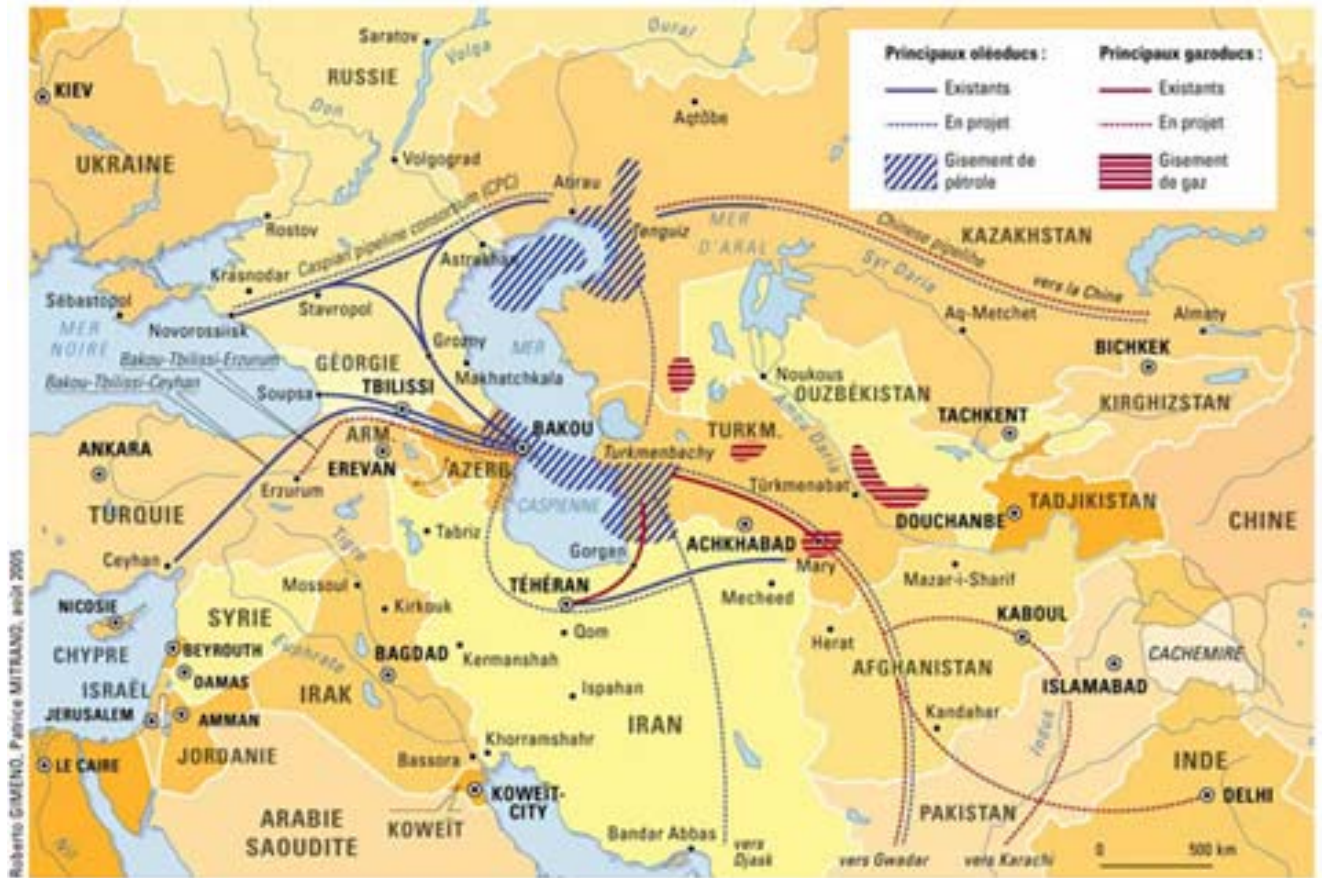 Saratov
Volga
Oural
RUSSIE
KIEV
Don
Aqtöbe
UKRAINE
Volgograd
Rostov
Caspian pipeline consortium (CPC)
Atirau
Tenguiz
MER
D'ARAL
Chinese pipeline
KAZAKHSTAN
Syr Daria
vers la Chine
Astrakhan
Krasnodar
Stavropol
Sébastopol
MER
NOIRE
Novorossiisk
Aq-Metchet
Almaty
BICHKEK
Grozny
MER
Makhatchkala
GÉORGIE
TBILISSI
Bakou-Tbilissi-Erzurum
Bakou-Tbilissi-Ceyhan
Soupsa
Noukous
OUZBÉKISTAN
KIRGHIZSTAN
TACHKENT
Amou Daria
ANKARA
ARM.
EREVAN
BAKOU
AZERB.
Turkmenbachy
TURKM.
Erzurum
TURQUIE
CASPIENNE
Türkmenabat
TADJIKISTAN
DOUCHANBE
CHINE
Ceyhan
Tabriz
Gorgen
ACHKHABAD
Mary
Tigre
Mossoul
TÉHÉRAN
Mecheed
Mazar-i-Sharif
NICOSIE
SYRIE
Kirkouk
Qom
KABOUL
CHYPRE
BEYROUTH
Euphrate
BAGDAD
Kermanshah
Herat
CACHEMIRE
AFGHANISTAN
ISRAËL
DAMAS
IRAK
Ispahan
ISLAMABAD
JERUSALEM
AMMAN
IRAN
Kandahar
Indus
JORDANIE
Khorramshahr
Bassora
INDE
LE CAIRE
KOWEÏT-
CITY
DELHI
PAKISTAN
ARABIE
SAOUDITE
KOWEÏT
Bandar Abbas
vers
Djask
vers Gwadar
vers Karachi
0 500 km
Nil
Principaux oléoducs :
Existants
En projet
Gisement de
pétrole
Principaux gazoducs :
Existants
En projet
Gisement
de gaz
Roberto GIMENO, Patrice MITRANO, août 2005